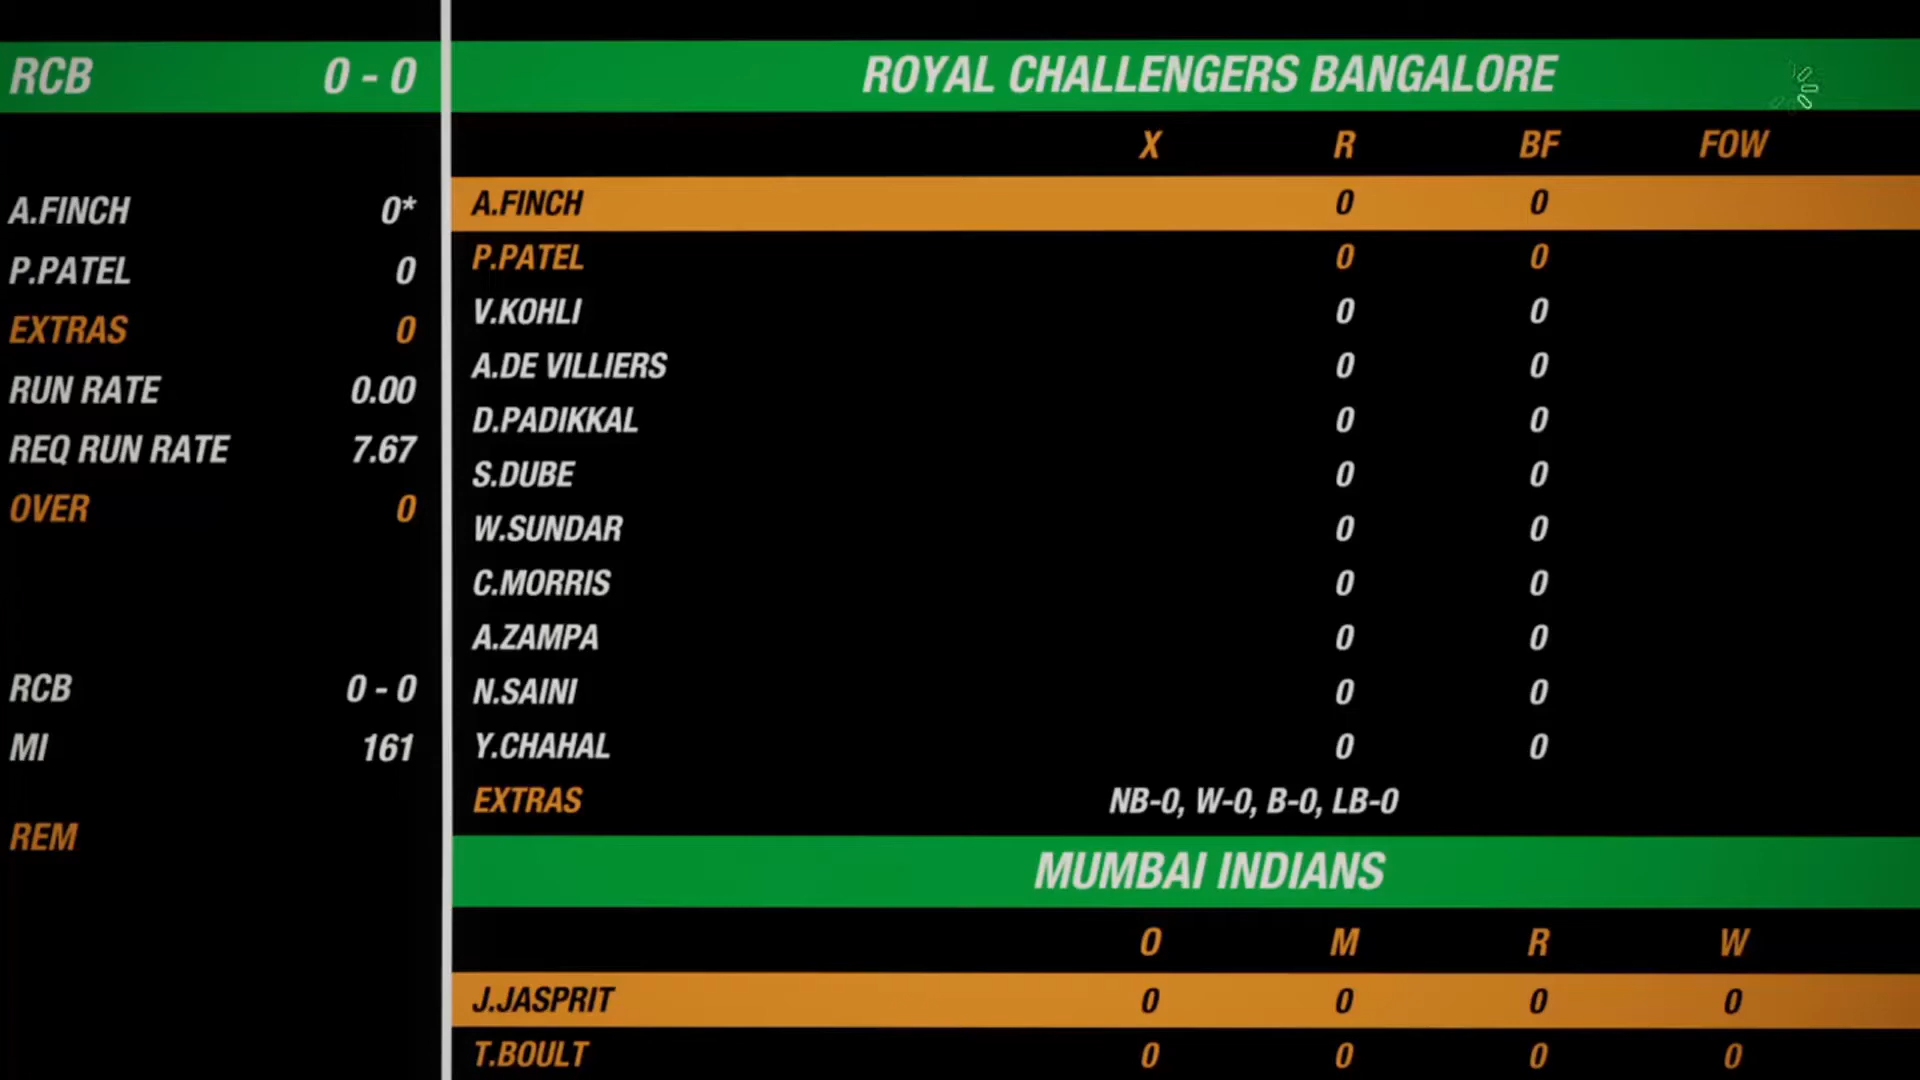 RCB 0 - 0
A.FINCH 0*
P.PATEL 0
EXTRAS 0
RUN RATE 0.00
REQ RUN RATE 7.67
OVER 0
RCB 0 - 0
MI 161
REM
ROYAL CHALLENGERS BANGALORE
X R BF FOW
A.FINCH 0 0
P.PATEL 0 0
V.KOHLI 0 0
A.DE VILLIERS 0 0
D.PADIKKAL 0 0
S.DUBE 0 0
W.SUNDAR 0 0
C.MORRIS 0 0
A.ZAMPA 0 0
N.SAINI 0 0
Y.CHAHAL 0 0
EXTRAS NB-0, W-0, B-0, LB-0
MUMBAI INDIANS
O M R W
J.JASPRIT 0 0 0 0
T.BOULT 0 0 0 0